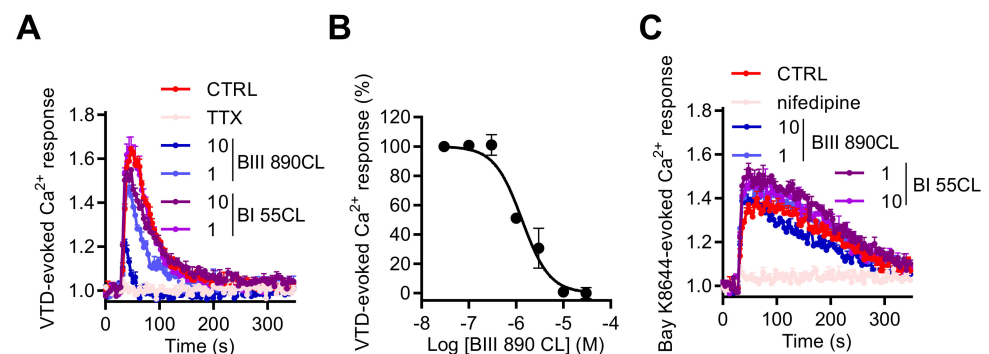 A
B
C
VTD-evoked Ca2+ response
1.8
1.6
1.4
1.2
1.0
0
100
200
300
Time (s)
CTRL
TTX
10
1
BIII 890CL
10
1
BI 55CL
VTD-evoked Ca2+ response (%)
120
100
80
60
40
20
0
-8
-7
-6
-5
-4
Log [BIII 890 CL] (M)
Bay K8644-evoked Ca2+ response
1.8
1.6
1.4
1.2
1.0
0
100
200
300
Time (s)
CTRL
nifedipine
10
1
BIII 890CL
1
10
BI 55CL